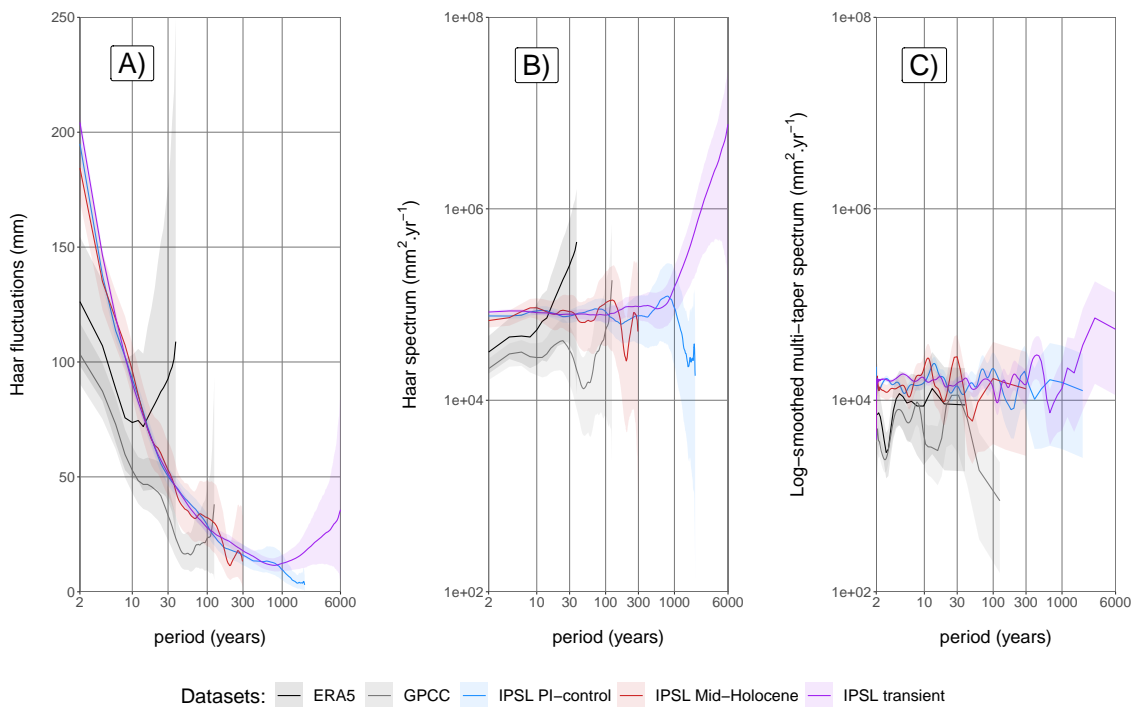 A)
Haar fluctuations (mm)
250
200
150
100
50
0
2 10 30 100 300 1000 6000
period (years)
B)
Haar spectrum (mm².yr⁻¹)
1e+08
1e+06
1e+04
1e+02
2 10 30 100 300 1000 6000
period (years)
C)
Log−smoothed multi−taper spectrum (mm².yr⁻¹)
1e+08
1e+06
1e+04
1e+02
2 10 30 100 300 1000 6000
period (years)
Datasets: ERA5 GPCC IPSL PI−control IPSL Mid−Holocene IPSL transient